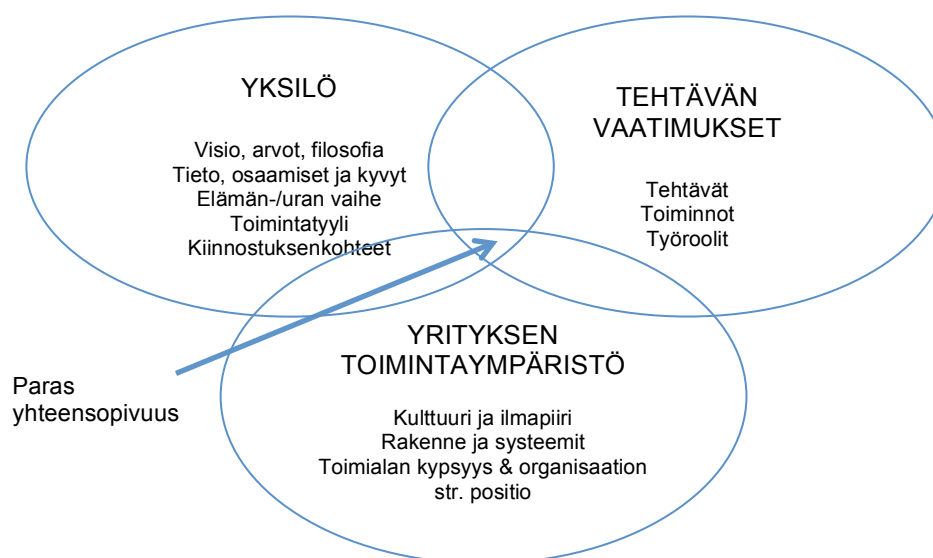 YKSILÖ
Visio, arvot, filosofia
Tieto, osaamiset ja kyvyt
Elämän-/uran vaihe
Toimintatyyli
Kiinnostuksenkohteet
TEHTÄVÄN
VAATIMUKSET
Tehtävät
Toiminnot
Työroolit
Paras
yhteensopivuus
YRITYKSEN
TOIMINTAYMPÄRISTÖ
Kulttuuri ja ilmapiiri
Rakenne ja systeemit
Toimialan kypsyys & organisaation
str. positio